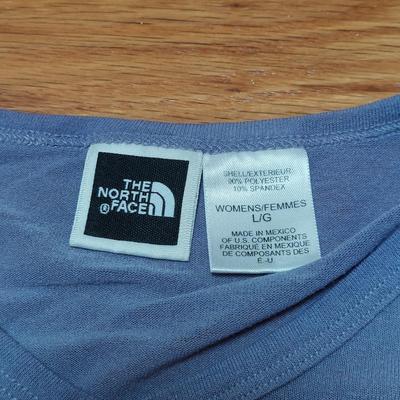 THE
NORTH
FACE
®
SHELL/EXTERIEUR:
90% POLYESTER
10% SPANDEX
WOMENS/FEMMES
L/G
MADE IN MEXICO
OF U.S. COMPONENTS
FABRIQUÉ EN MEXIQUE
DE COMPOSANTS DES
É.-U